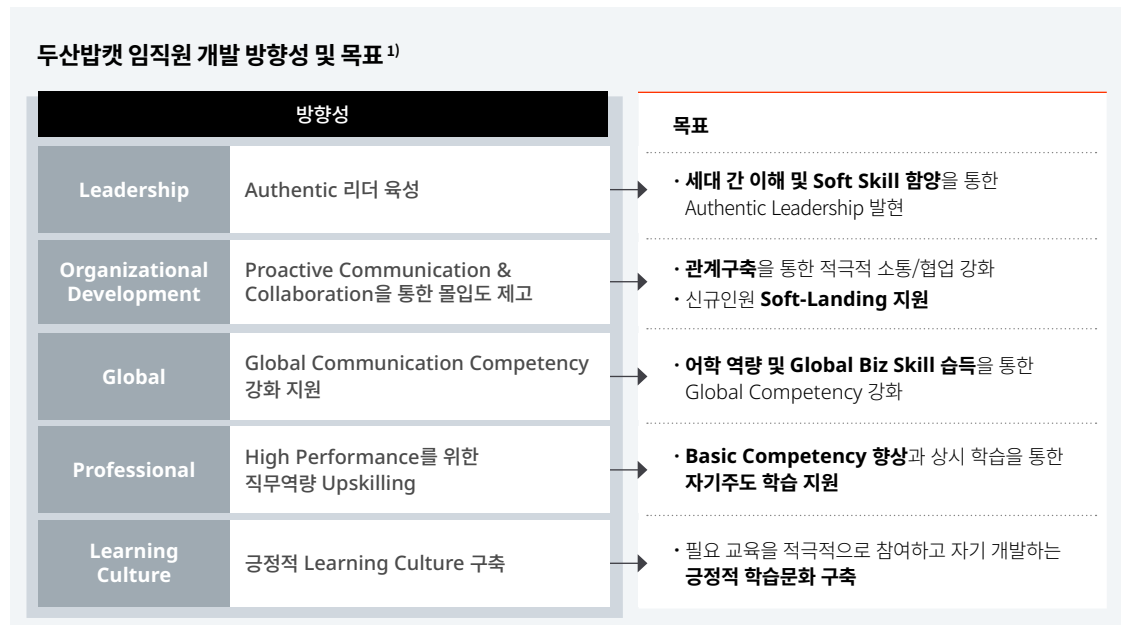 두산밥캣 임직원 개발 방향성 및 목표 1)
방향성
목표
Leadership
Authentic 리더 육성
· 세대 간 이해 및 Soft Skill 함양을 통한
Authentic Leadership 발현
Organizational
Development
Proactive Communication &
Collaboration을 통한 몰입도 제고
· 관계구축을 통한 적극적 소통/협업 강화
· 신규인원 Soft-Landing 지원
Global
Global Communication Competency
강화 지원
· 어학 역량 및 Global Biz Skill 습득을 통한
Global Competency 강화
Professional
High Performance를 위한
직무역량 Upskilling
· Basic Competency 향상과 상시 학습을 통한
자기주도 학습 지원
Learning
Culture
긍정적 Learning Culture 구축
· 필요 교육을 적극적으로 참여하고 자기 개발하는
긍정적 학습문화 구축